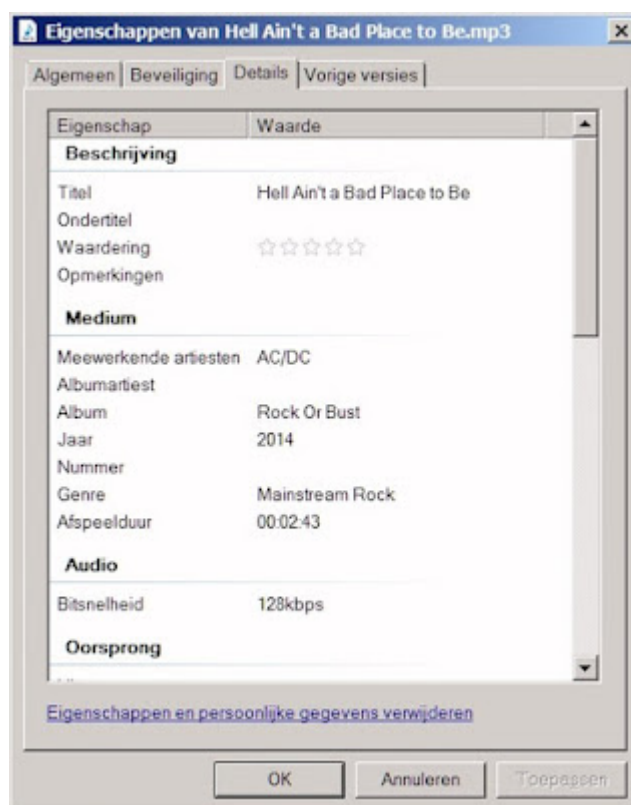 Eigenschappen van Hell Ain't a Bad Place to Be.mp3
Algemeen Beveiliging Details Vorige versies
Eigenschap Waarde
Beschrijving
Titel Hell Ain't a Bad Place to Be
Ondertitel
Waardering
Opmerkingen
Medium
Meewerkende artiesten AC/DC
Albumartiest
Album Rock Or Bust
Jaar 2014
Nummer
Genre Mainstream Rock
Afspeelduur 00:02:43
Audio
Bitsnelheid 128kbps
Oorsprong
Eigenschappen en persoonlijke gegevens verwijderen
OK Annuleren Toepassen